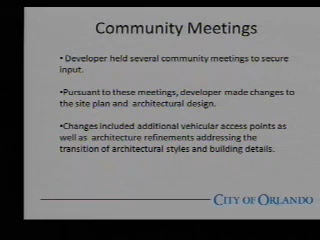 Community Meetings
• Developer held several community meetings to secure
input.
•Pursuant to these meetings, developer made changes to
the site plan and architectural design.
•Changes included additional vehicular access points as
well as architecture refinements addressing the
transition of architectural styles and building details.
CITY OF ORLANDO